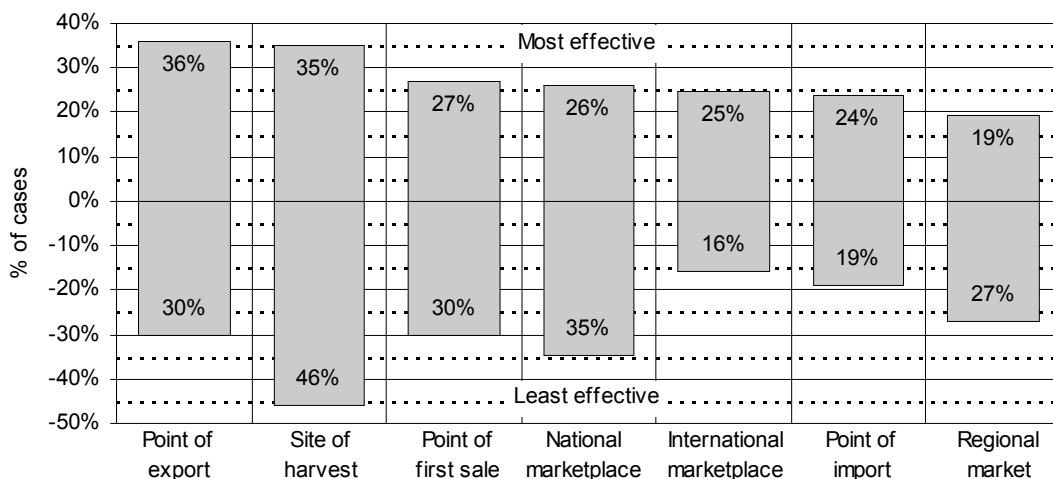 40%
30%
20%
10%
0%
-10%
-20%
-30%
-40%
-50%
% of cases
Most effective
36%
35%
27%
26%
25%
24%
19%
30%
46%
30%
35%
16%
19%
27%
Least effective
Point of
export
Site of
harvest
Point of
first sale
National
marketplace
International
marketplace
Point of
import
Regional
market